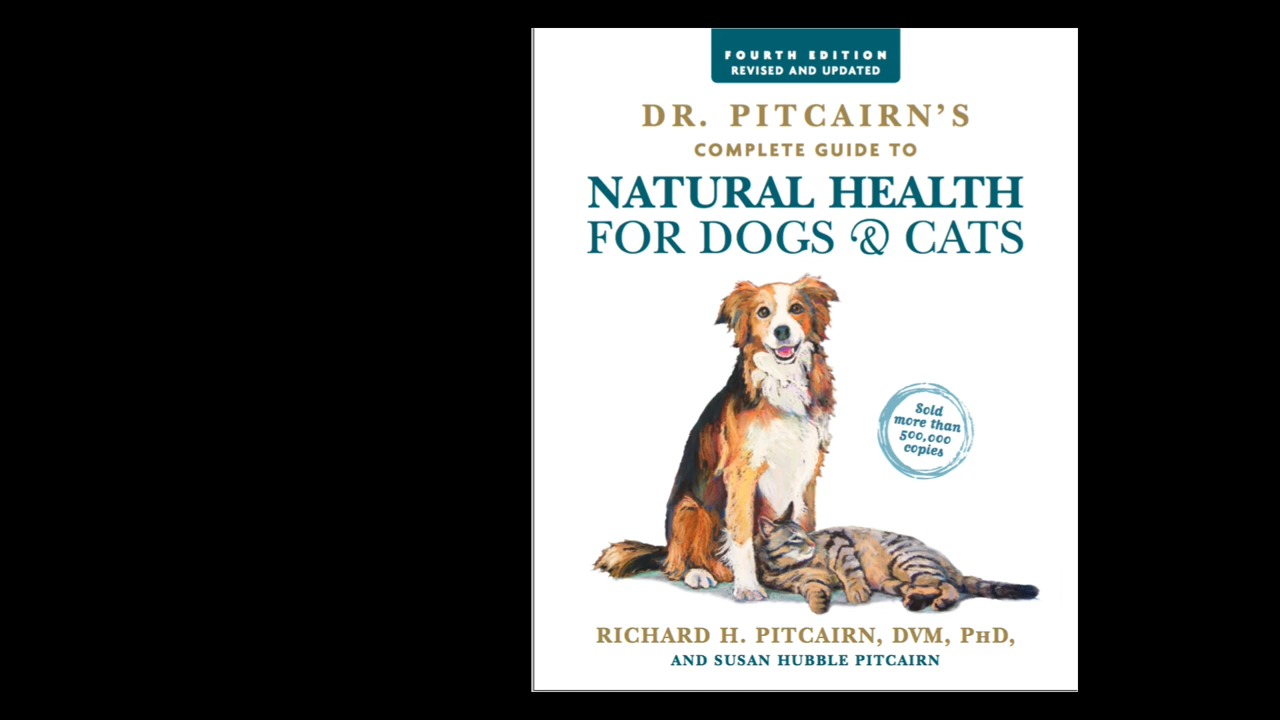 FOURTH EDITION
REVISED AND UPDATED
DR. PITCAIRN'S
COMPLETE GUIDE TO
NATURAL HEALTH
FOR DOGS & CATS
Sold
more than
500,000
copies
RICHARD H. PITCAIRN, DVM, PHD,
AND SUSAN HUBBLE PITCAIRN